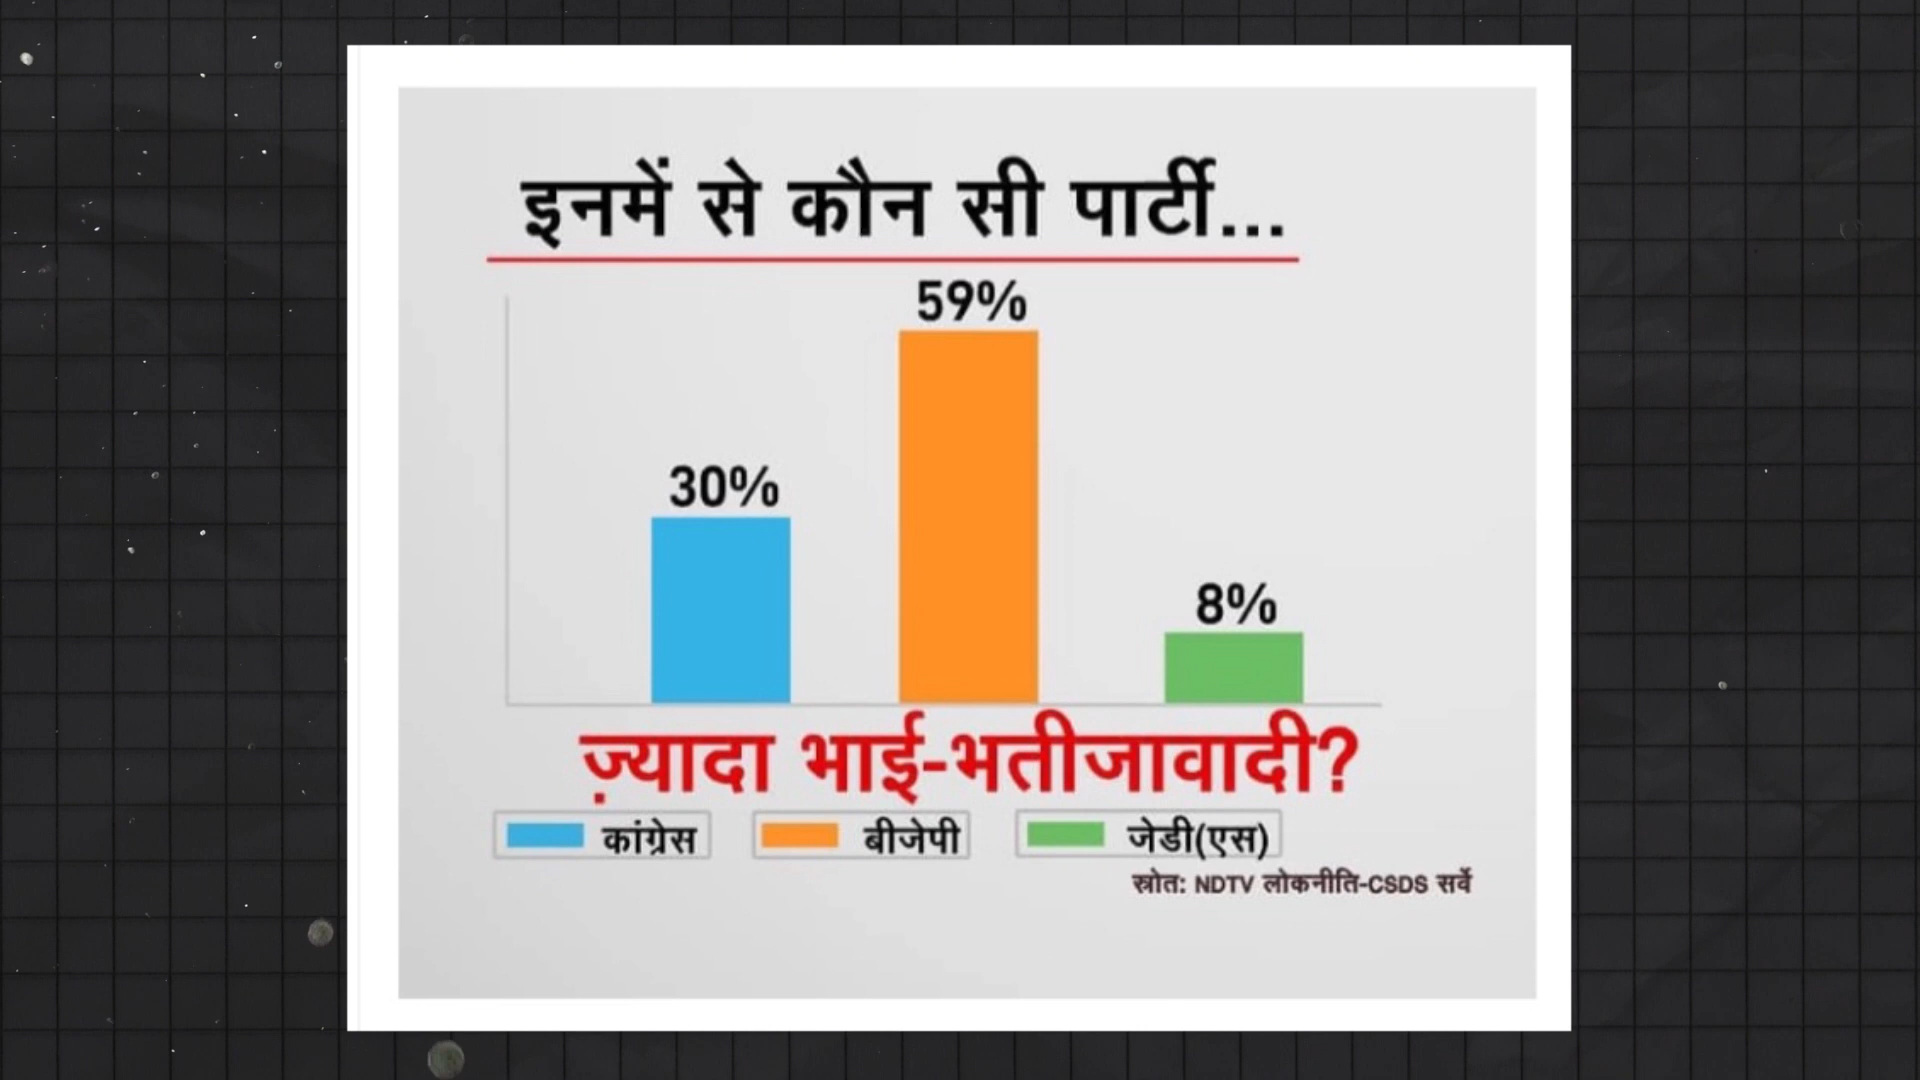 इनमें से कौन सी पार्टी...
59%
30%
8%
ज़्यादा भाई-भतीजावादी?
कांग्रेस बीजेपी जेडी(एस)
स्रोत: NDTV लोकनीति-CSDS सर्वे